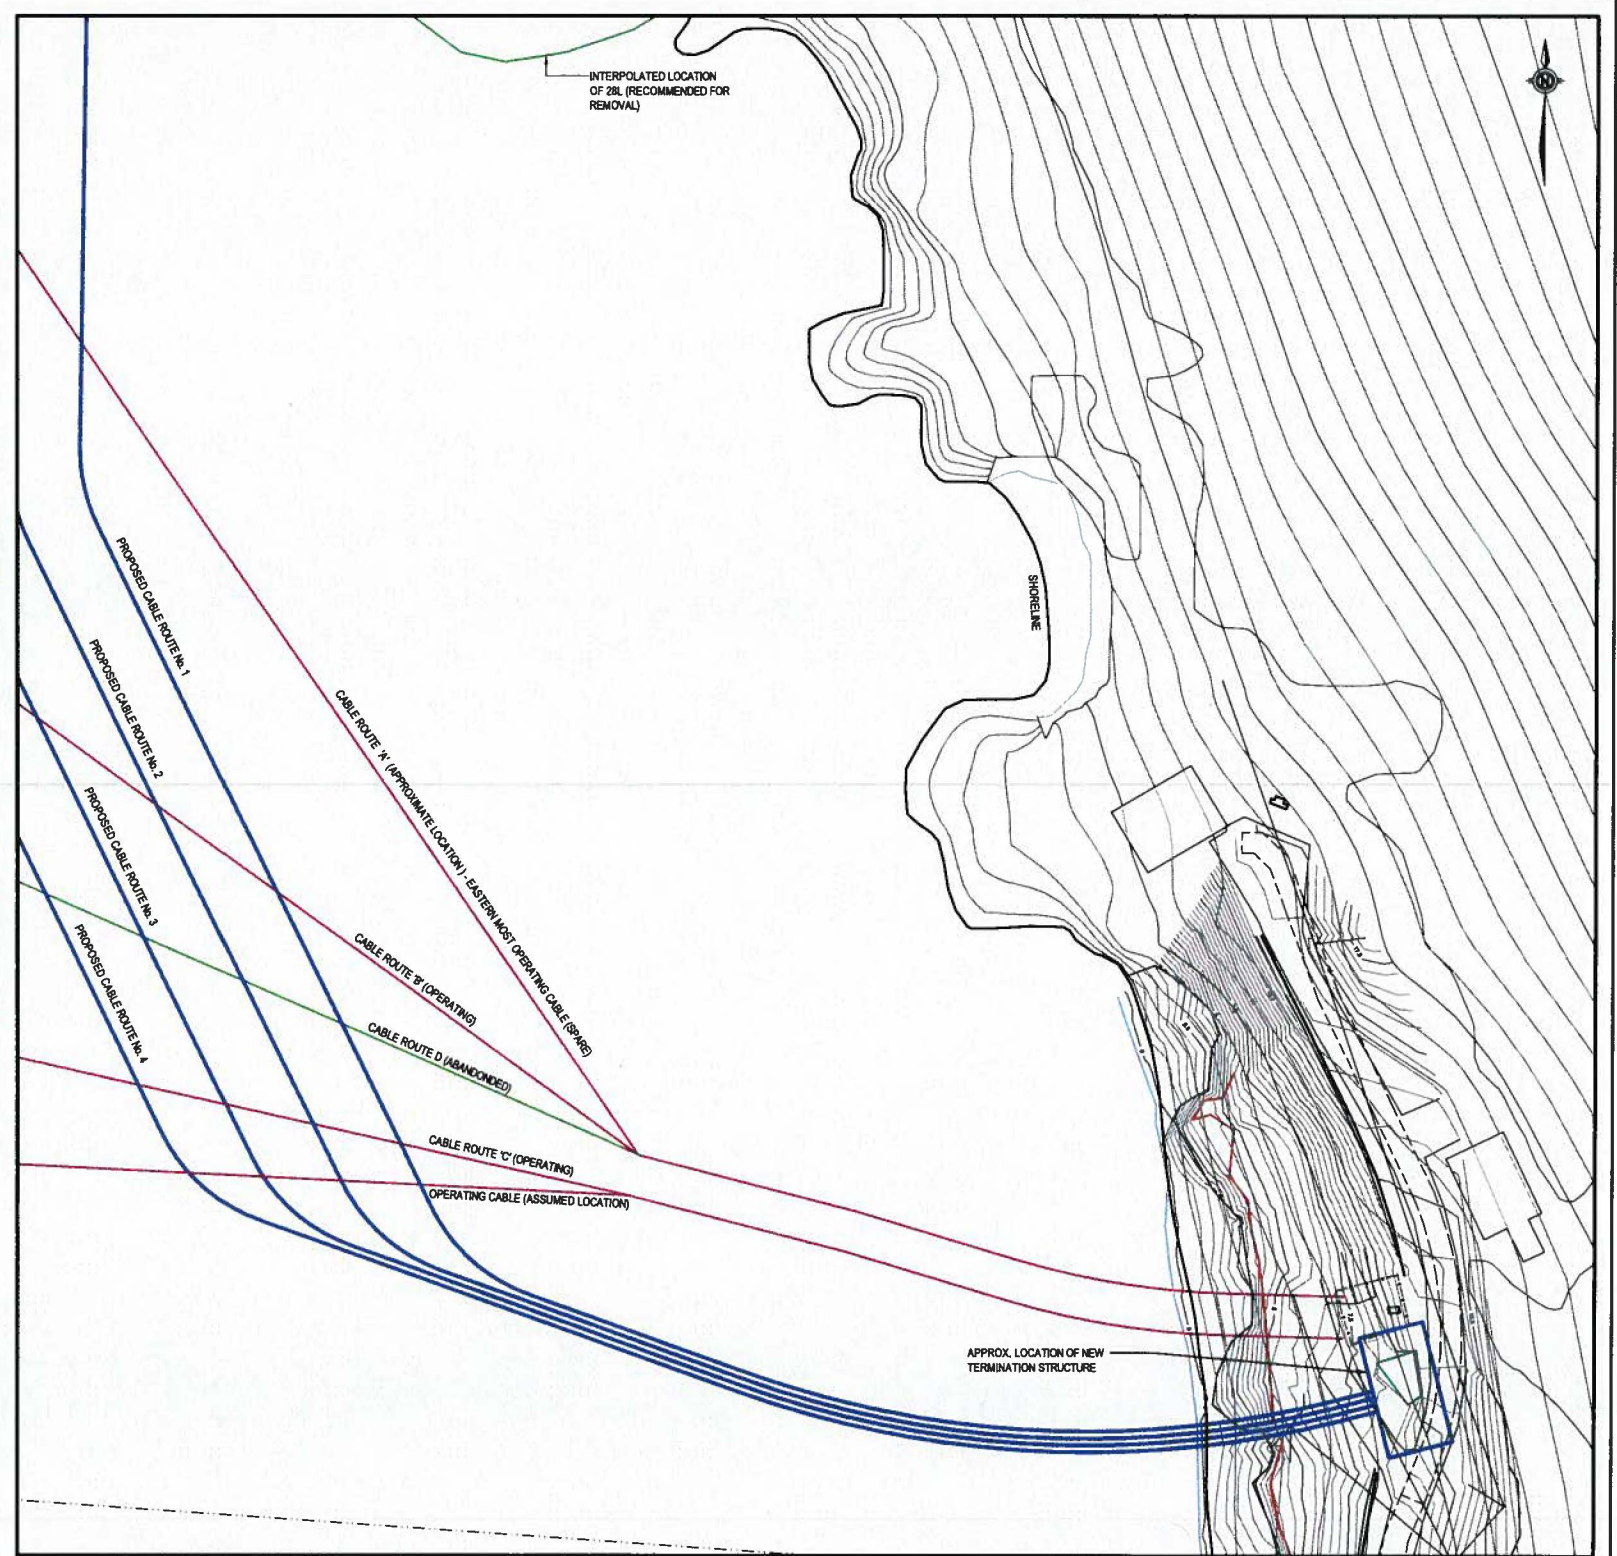 INTERPOLATED LOCATION
OF 28L (RECOMMENDED FOR
REMOVAL)
N
SHORELINE
PROPOSED CABLE ROUTE No. 1
PROPOSED CABLE ROUTE No. 2
PROPOSED CABLE ROUTE No. 3
PROPOSED CABLE ROUTE No. 4
CABLE ROUTE 'A' (APPROXIMATE LOCATION) - EASTERN MOST OPERATING CABLE (SPARE)
CABLE ROUTE 'B' (OPERATING)
CABLE ROUTE D (ABANDONDED)
CABLE ROUTE 'C' (OPERATING)
OPERATING CABLE (ASSUMED LOCATION)
APPROX. LOCATION OF NEW
TERMINATION STRUCTURE